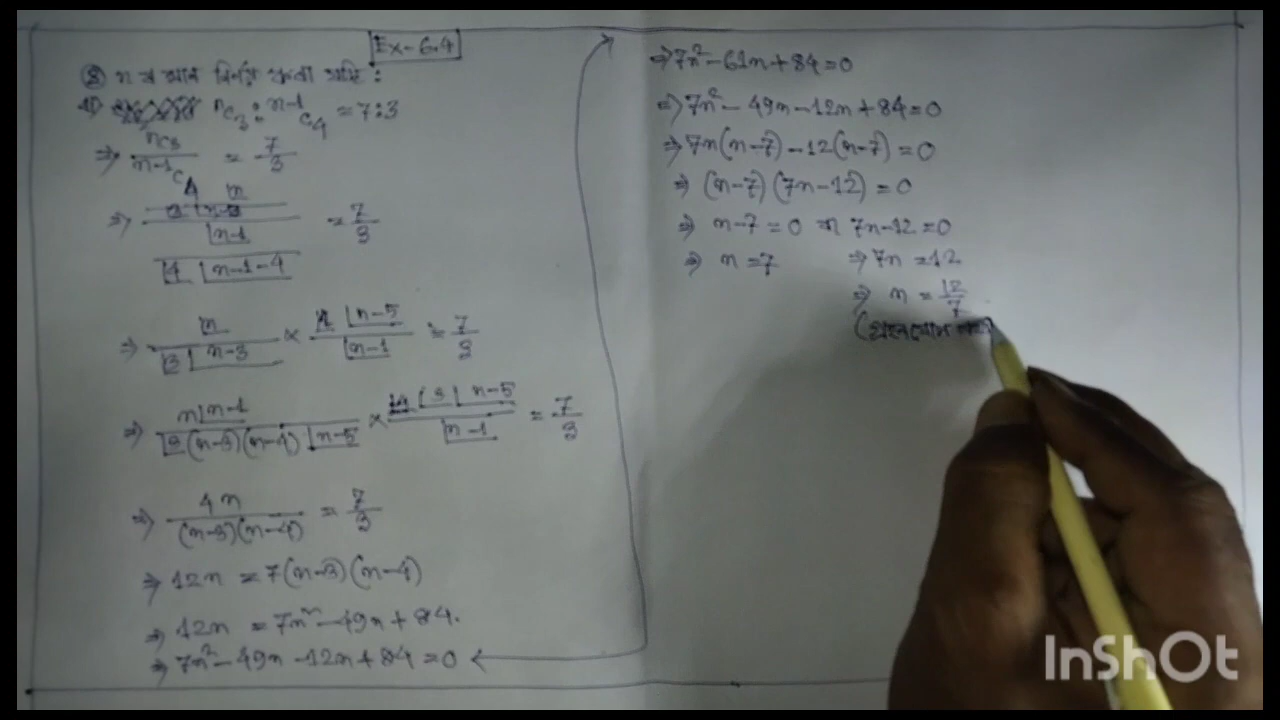 Ex-6.4
② n ৰ মান নিৰ্ণয় কৰা যদি :
ⁿC₃ : ⁿ⁻¹C₄ = 7:3
⇒ ⁿC₃ / ⁿ⁻¹C₄ = 7/3
⇒ (|n / |3 |n-3) / (|n-1 / |4 |n-1-4) = 7/3
⇒ |n / |3 |n-3 × |4 |n-5 / |n-1 = 7/3
⇒ n|n-1 / |3 (n-3)(n-4) |n-5 × 4 |3 |n-5 / |n-1 = 7/3
⇒ 4n / (n-3)(n-4) = 7/3
⇒ 12n = 7(n-3)(n-4)
⇒ 12n = 7n² - 49n + 84.
⇒ 7n² - 49n - 12n + 84 = 0
⇒ 7n² - 61n + 84 = 0
⇒ 7n² - 49n - 12n + 84 = 0
⇒ 7n(n-7) - 12(n-7) = 0
⇒ (n-7) (7n-12) = 0
⇒ n-7 = 0 বা 7n-12 = 0
⇒ n = 7 ⇒ 7n = 12
⇒ n = 12/7
InShOt